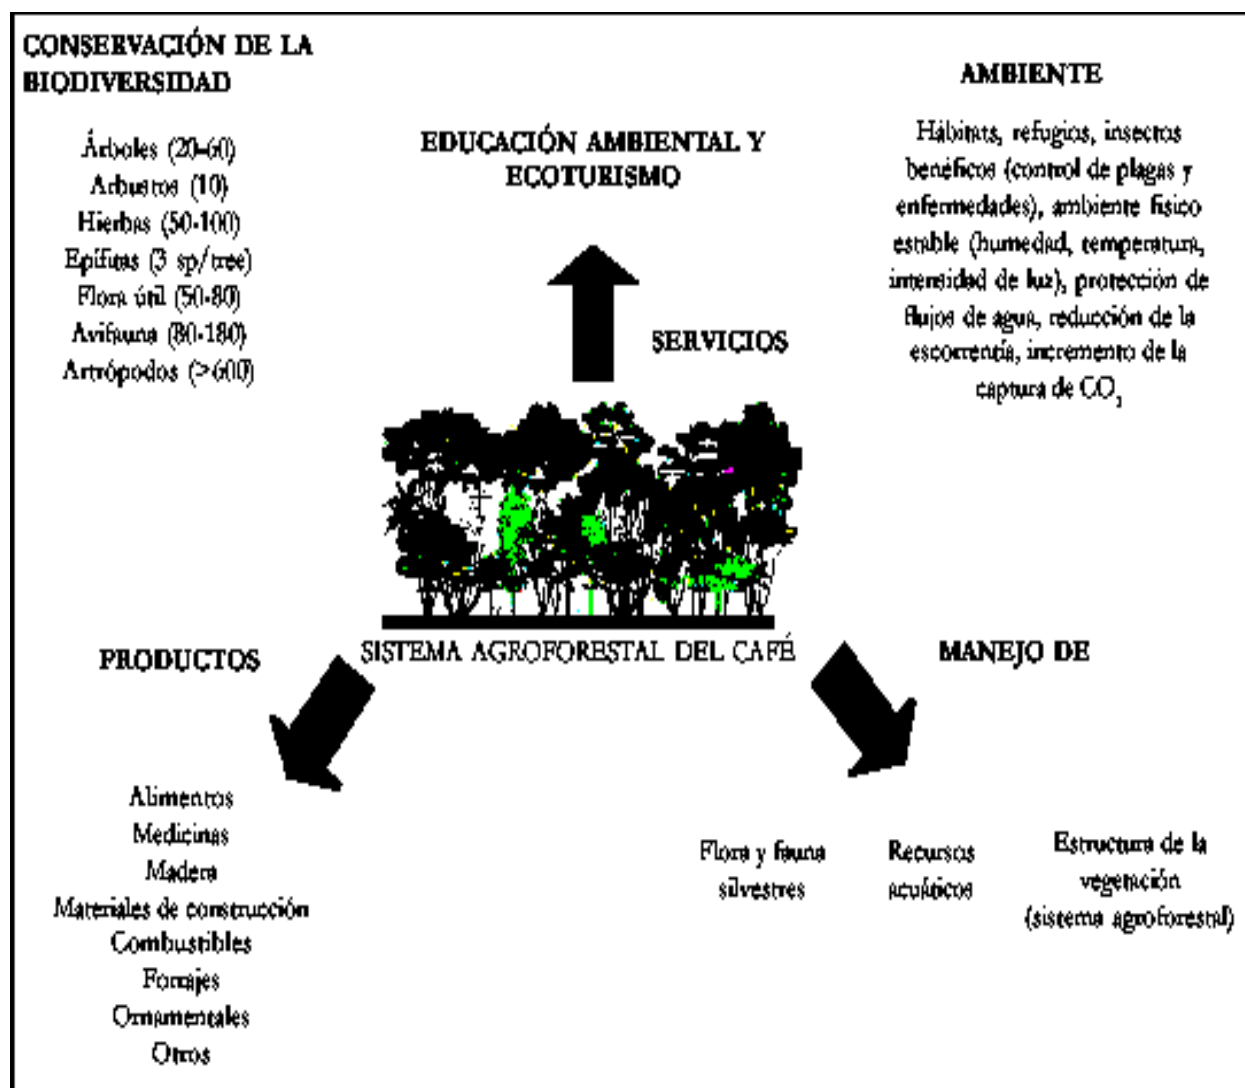 CONSERVACIÓN DE LA
BIODIVERSIDAD
Árboles (20-60)
Arbustos (10)
Hierbas (50-100)
Epífitas (3 sp/tree)
Flora útil (50-80)
Avifauna (80-180)
Artrópodos (>600)
EDUCACIÓN AMBIENTAL Y
ECOTURISMO
SERVICIOS
AMBIENTE
Hábitats, refugios, insectos
benéficos (control de plagas y
enfermedades), ambiente físico
estable (humedad, temperatura,
intensidad de luz), protección de
flujos de agua, reducción de la
escorrentía, incremento de la
captura de CO₂
SISTEMA AGROFORESTAL DEL CAFÉ
PRODUCTOS
Alimentos
Medicinas
Madera
Materiales de construcción
Combustibles
Forrajes
Ornamentales
Otros
MANEJO DE
Flora y fauna
silvestres
Recursos
acuáticos
Estructura de la
vegetación
(sistema agroforestal)